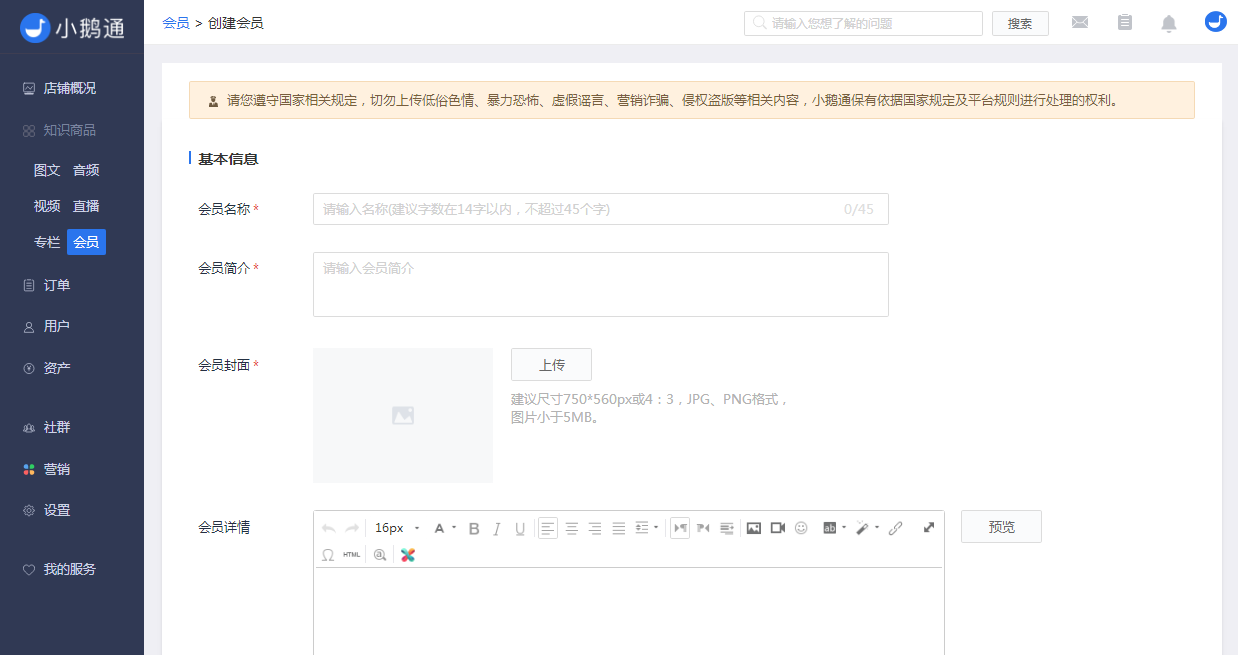 小鹅通
会员 > 创建会员
请输入您想了解的问题
搜索
店铺概况
知识商品
图文 音频
视频 直播
专栏 会员
订单
用户
资产
社群
营销
设置
我的服务
请您遵守国家相关规定，切勿上传低俗色情、暴力恐怖、虚假谣言、营销诈骗、侵权盗版等相关内容，小鹅通保有依据国家规定及平台规则进行处理的权利。
基本信息
会员名称*
请输入名称(建议字数在14字以内，不超过45个字)
0/45
会员简介*
请输入会员简介
会员封面*
上传
建议尺寸750*560px或4：3，JPG、PNG格式，
图片小于5MB。
会员详情
16px
HTML
预览